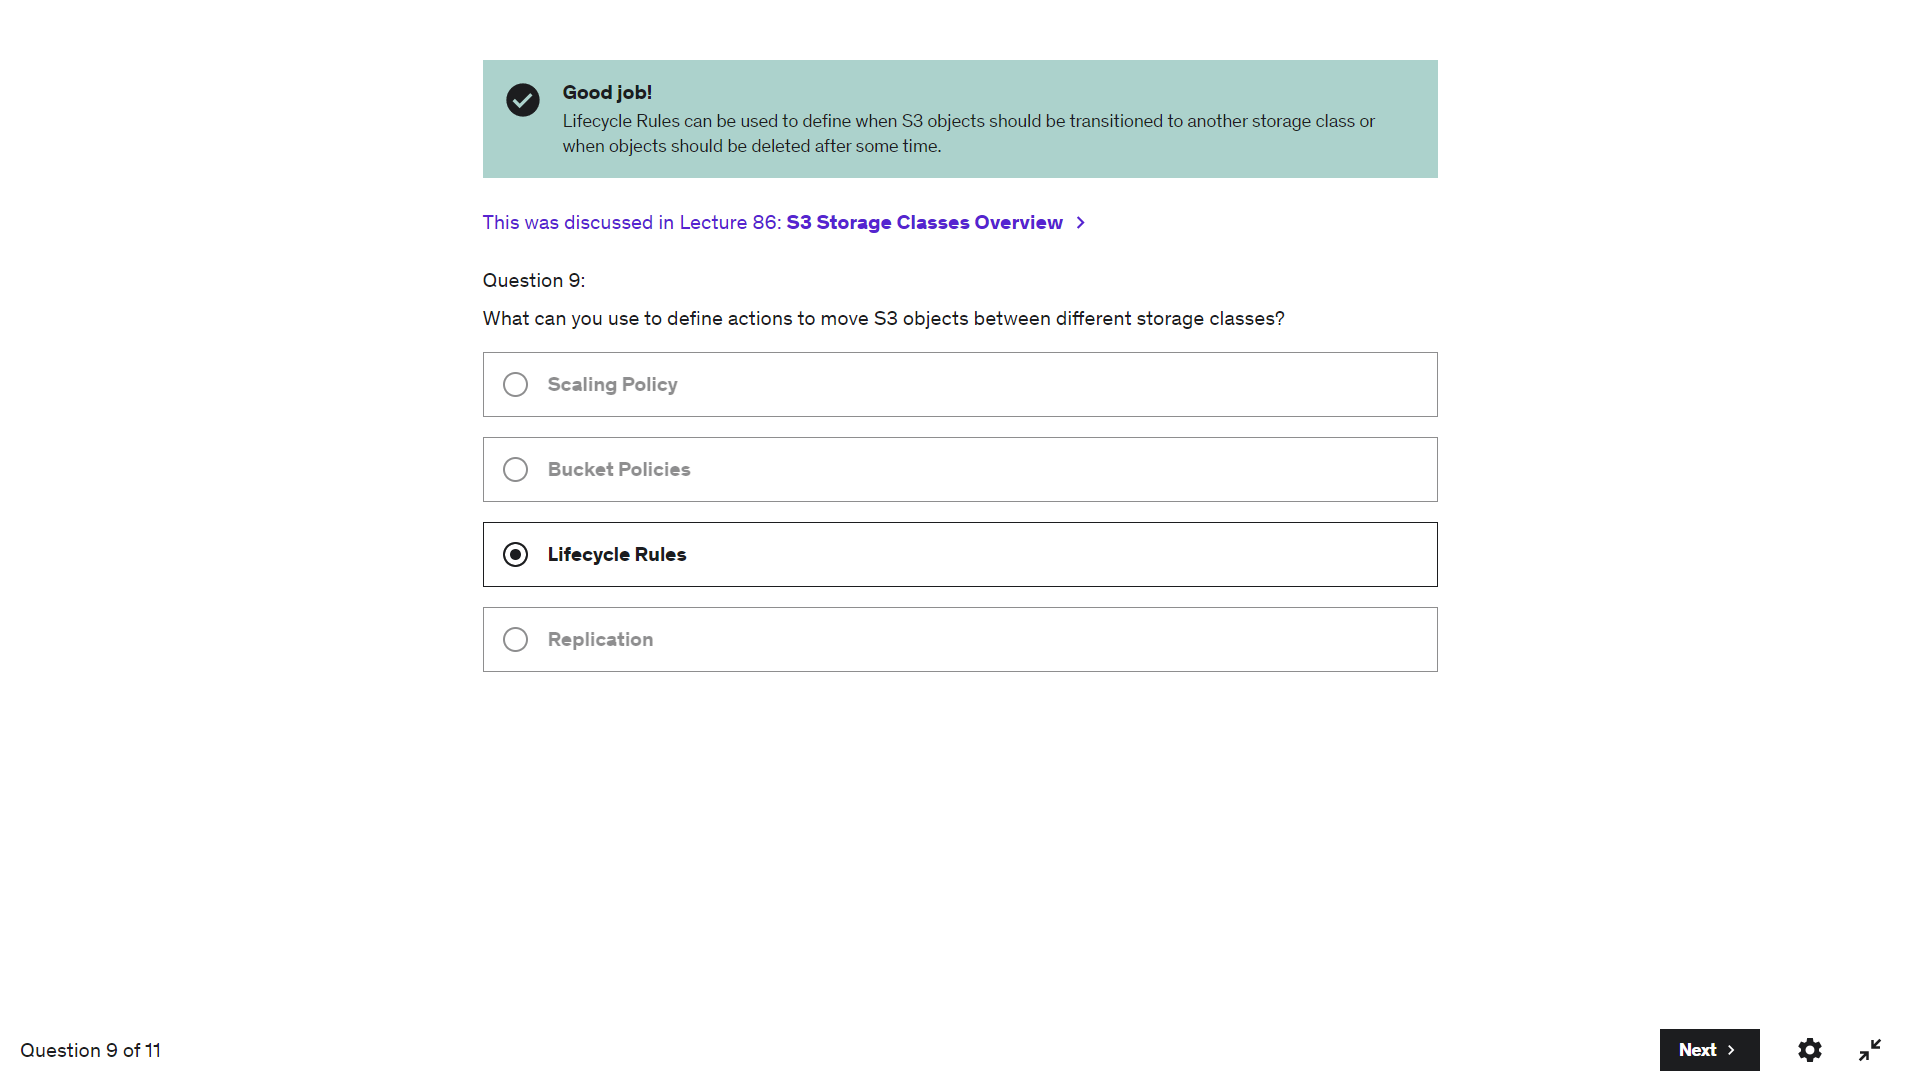 Good job!
Lifecycle Rules can be used to define when S3 objects should be transitioned to another storage class or
when objects should be deleted after some time.
This was discussed in Lecture 86: S3 Storage Classes Overview
Question 9:
What can you use to define actions to move S3 objects between different storage classes?
Scaling Policy
Bucket Policies
Lifecycle Rules
Replication
Question 9 of 11
Next